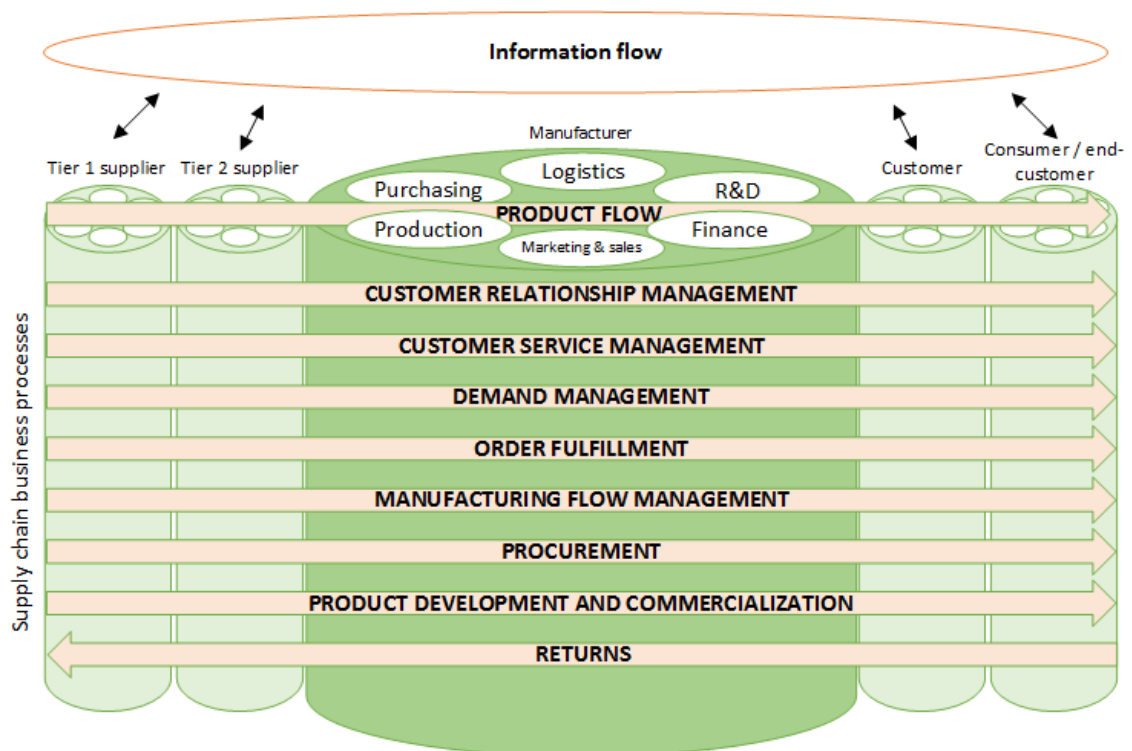 Information flow
Manufacturer
Tier 1 supplier
Tier 2 supplier
Customer
Consumer / end-
customer
Logistics
Purchasing
R&D
PRODUCT FLOW
Production
Marketing & sales
Finance
CUSTOMER RELATIONSHIP MANAGEMENT
CUSTOMER SERVICE MANAGEMENT
DEMAND MANAGEMENT
ORDER FULFILLMENT
MANUFACTURING FLOW MANAGEMENT
PROCUREMENT
PRODUCT DEVELOPMENT AND COMMERCIALIZATION
RETURNS
Supply chain business processes